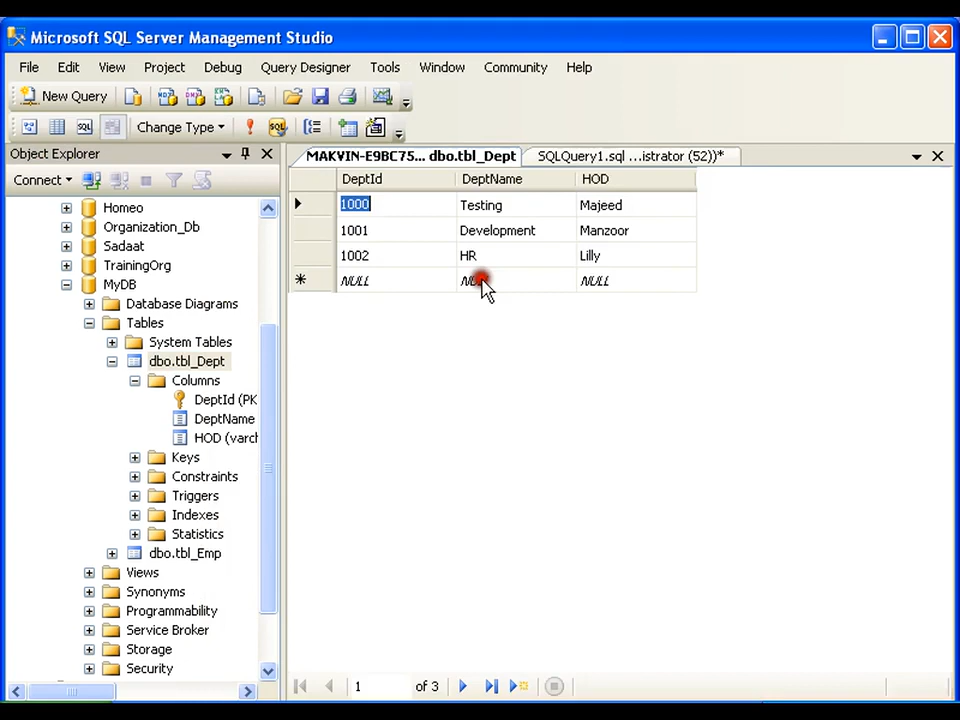 Microsoft SQL Server Management Studio
File Edit View Project Debug Query Designer Tools Window Community Help
New Query
Change Type
Object Explorer
MAKVIN-E9BC75... dbo.tbl_Dept SQLQuery1.sql ...istrator (52))*
Connect
DeptId DeptName HOD
1000 Testing Majeed
1001 Development Manzoor
1002 HR Lilly
NULL NULL
Homeo
Organization_Db
Sadaat
TrainingOrg
MyDB
Database Diagrams
Tables
System Tables
dbo.tbl_Dept
Columns
DeptId (PK
DeptName
HOD (varch
Keys
Constraints
Triggers
Indexes
Statistics
dbo.tbl_Emp
Views
Synonyms
Programmability
Service Broker
Storage
Security
1 of 3